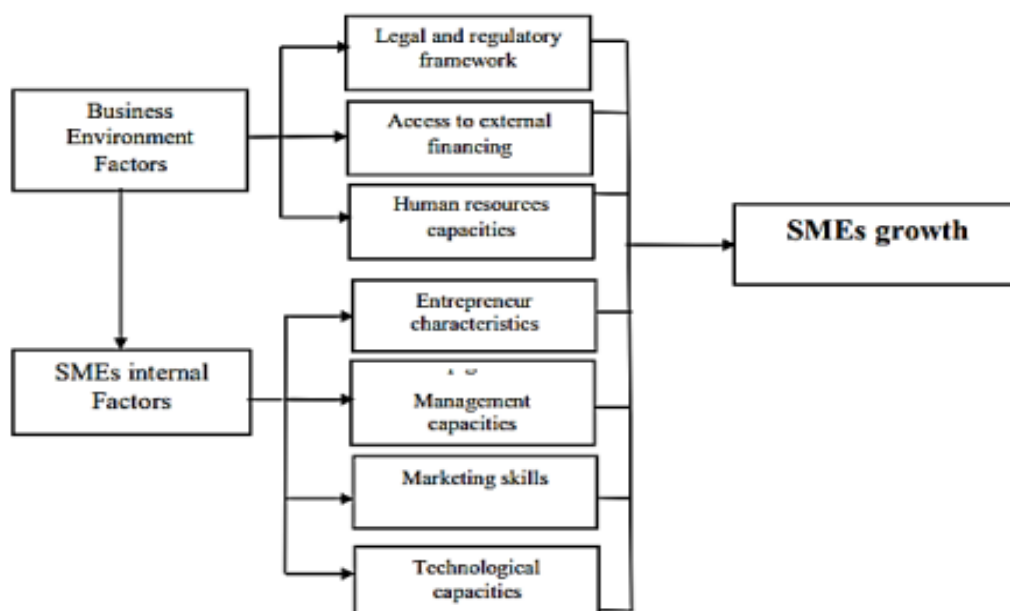 Legal and regulatory
framework
Business
Environment
Factors
Access to external
financing
Human resources
capacities
SMEs growth
Entrepreneur
characteristics
SMEs internal
Factors
Management
capacities
Marketing skills
Technological
capacities